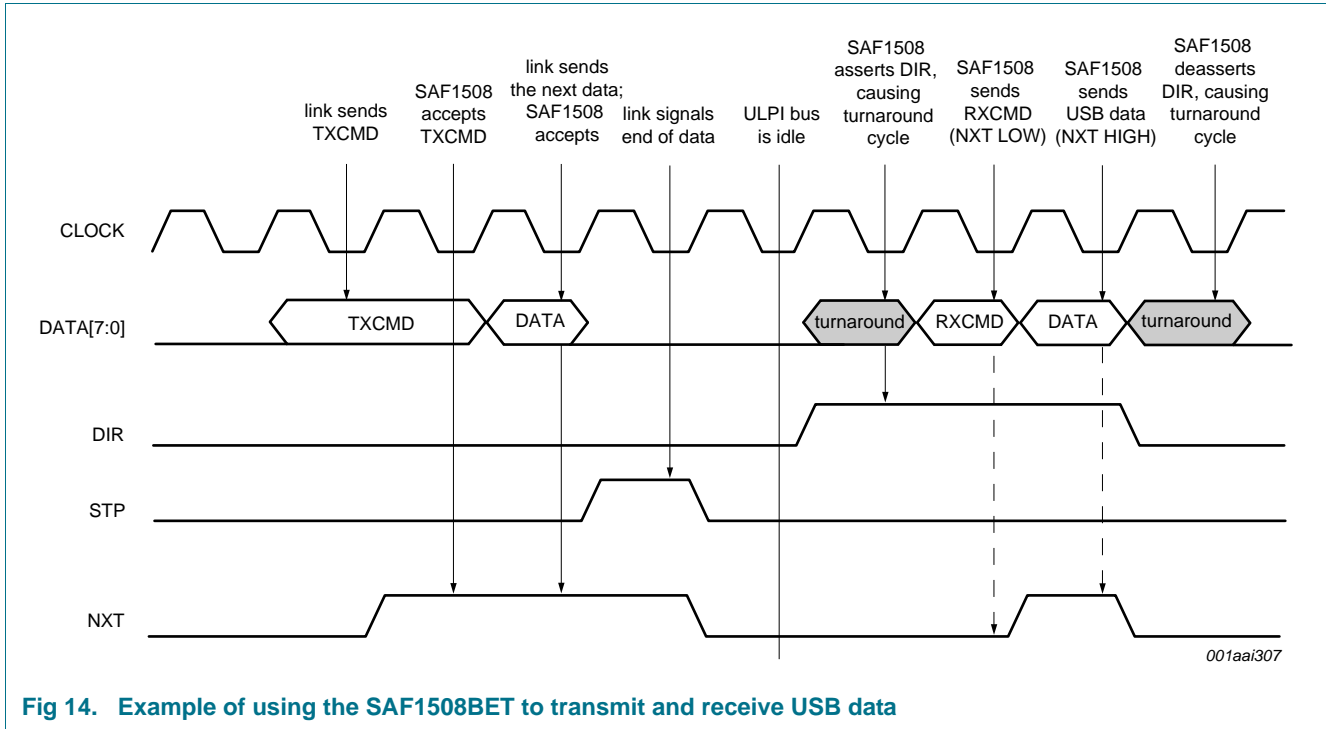 link sends
TXCMD
SAF1508
accepts
TXCMD
link sends
the next data;
SAF1508
accepts
link signals
end of data
ULPI bus
is idle
SAF1508
asserts DIR,
causing
turnaround
cycle
SAF1508
sends
RXCMD
(NXT LOW)
SAF1508
sends
USB data
(NXT HIGH)
SAF1508
deasserts
DIR, causing
turnaround
cycle
CLOCK
DATA[7:0]
TXCMD
DATA
turnaround
RXCMD
DATA
turnaround
DIR
STP
NXT
001aai307
Fig 14. Example of using the SAF1508BET to transmit and receive USB data